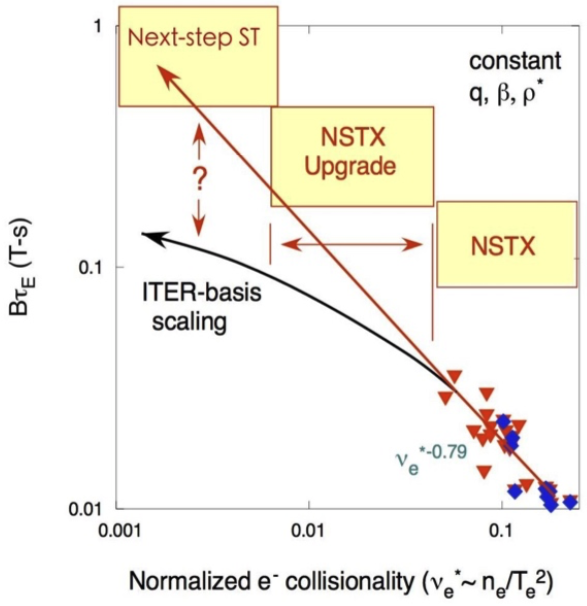 1
Next-step ST
constant
q, β, ρ*
NSTX
Upgrade
?
BτE (T-s)
0.1
NSTX
ITER-basis
scaling
νe*-0.79
0.01
0.001
0.01
0.1
Normalized e- collisionality (νe*~ ne/Te2)